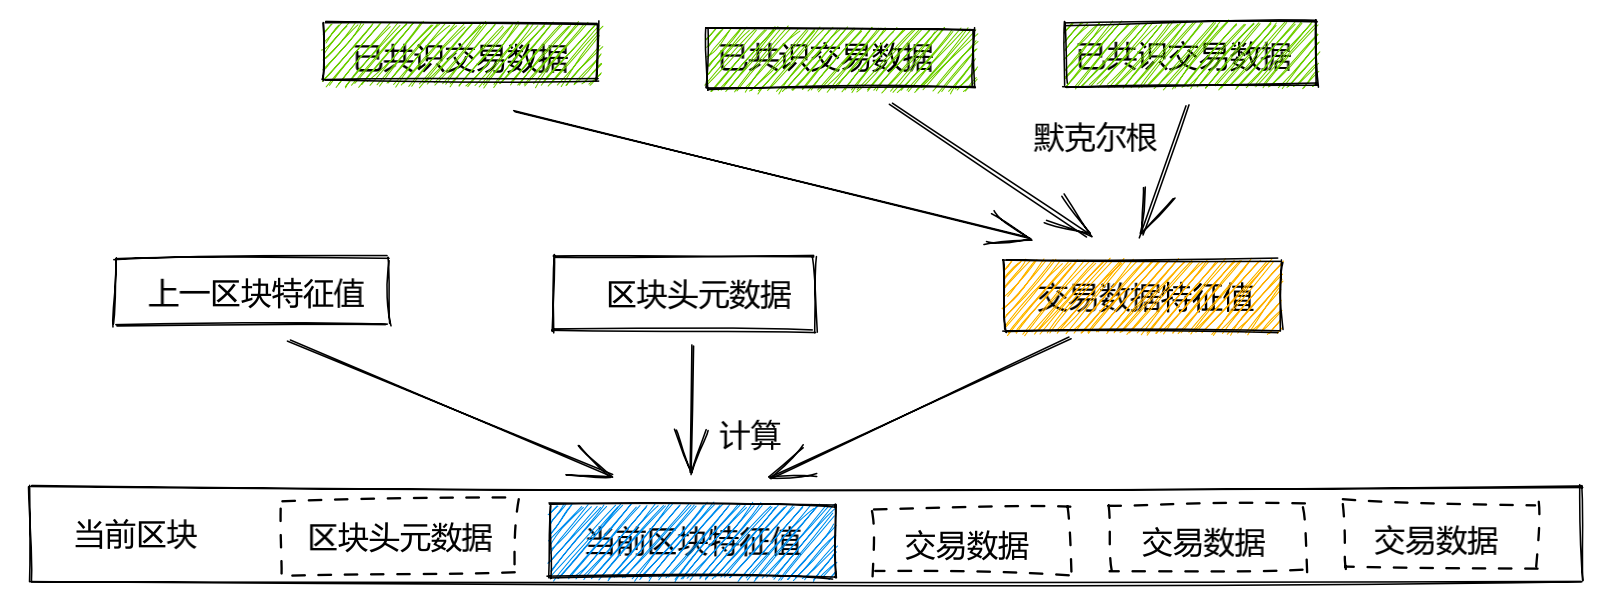 已共识交易数据
已共识交易数据
已共识交易数据
默克尔根
上一区块特征值
区块头元数据
交易数据特征值
计算
当前区块
区块头元数据
当前区块特征值
交易数据
交易数据
交易数据